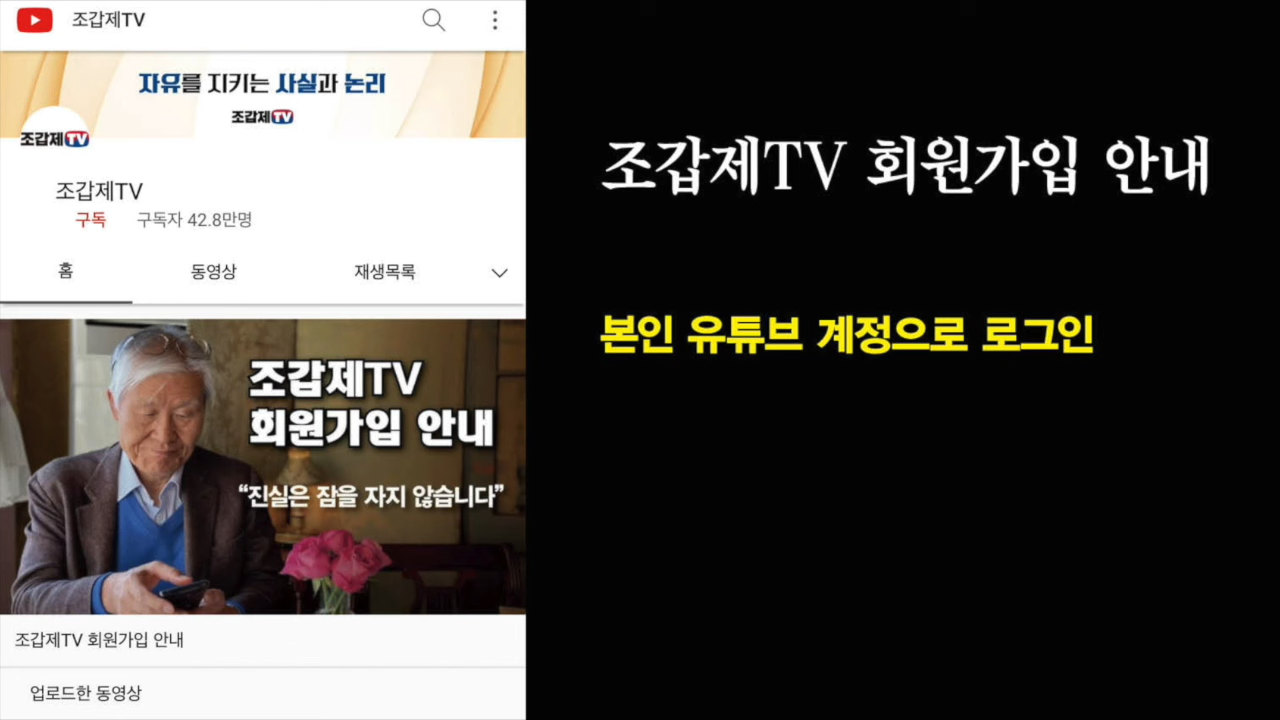 조갑제TV
자유를 지키는 사실과 논리
조갑제TV
조갑제TV
조갑제TV
구독 구독자 42.8만명
홈 동영상 재생목록
조갑제TV
회원가입 안내
“진실은 잠을 자지 않습니다”
조갑제TV 회원가입 안내
업로드한 동영상
조갑제TV 회원가입 안내
본인 유튜브 계정으로 로그인